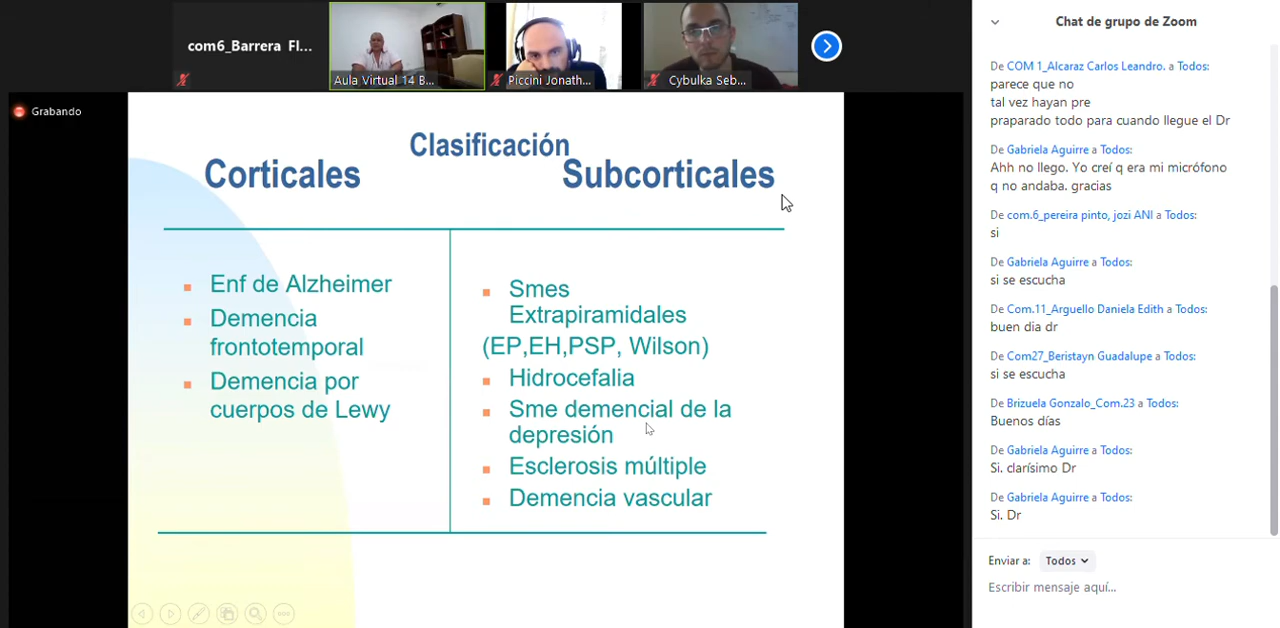 com6_Barrera Fl...
Aula Virtual 14 B...
Piccini Jonath...
Cybulka Seb...
Grabando
Clasificación
Corticales
Subcorticales
Enf de Alzheimer
Demencia
frontotemporal
Demencia por
cuerpos de Lewy
Smes
Extrapiramidales
(EP,EH,PSP, Wilson)
Hidrocefalia
Sme demencial de la
depresión
Esclerosis múltiple
Demencia vascular
Chat de grupo de Zoom
De COM 1_Alcaraz Carlos Leandro. a Todos:
parece que no
tal vez hayan pre
praparado todo para cuando llegue el Dr
De Gabriela Aguirre a Todos:
Ahh no llego. Yo creí q era mi micrófono
q no andaba. gracias
De com.6_pereira pinto, jozi ANI a Todos:
si
De Gabriela Aguirre a Todos:
si se escucha
De Com.11_Arguello Daniela Edith a Todos:
buen dia dr
De Com27_Beristayn Guadalupe a Todos:
si se escucha
De Brizuela Gonzalo_Com.23 a Todos:
Buenos días
De Gabriela Aguirre a Todos:
Si. clarísimo Dr
De Gabriela Aguirre a Todos:
Si. Dr
Enviar a: Todos
Escribir mensaje aquí...